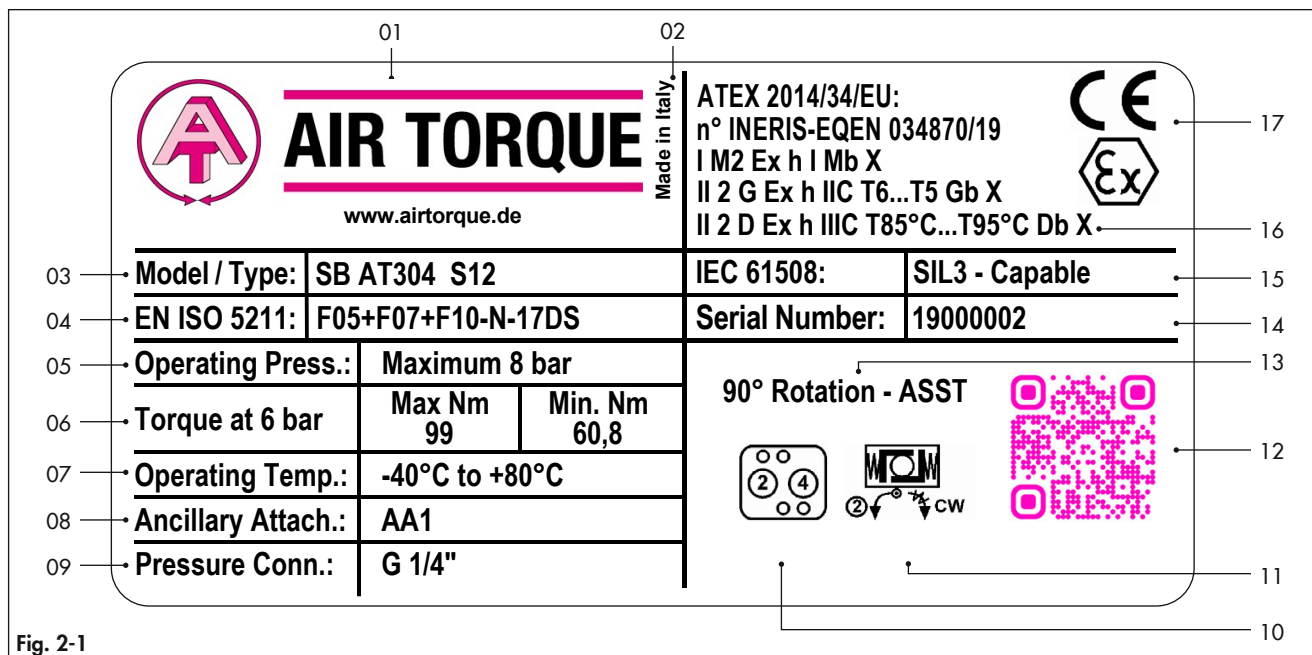 01
02
AIR TORQUE
Made in Italy
www.airtorque.de
ATEX 2014/34/EU:
n° INERIS-EQEN 034870/19
I M2 Ex h I Mb X
II 2 G Ex h IIC T6...T5 Gb X
II 2 D Ex h IIIC T85°C...T95°C Db X
CE
Ex
17
16
03
Model / Type: SB AT304 S12
IEC 61508: SIL3 - Capable
15
04
EN ISO 5211: F05+F07+F10-N-17DS
Serial Number: 19000002
14
05
Operating Press.: Maximum 8 bar
06
Torque at 6 bar
Max Nm
99
Min. Nm
60,8
07
Operating Temp.: -40°C to +80°C
08
Ancillary Attach.: AA1
09
Pressure Conn.: G 1/4"
13
90° Rotation - ASST
2 4
2 CW
12
11
10
Fig. 2-1